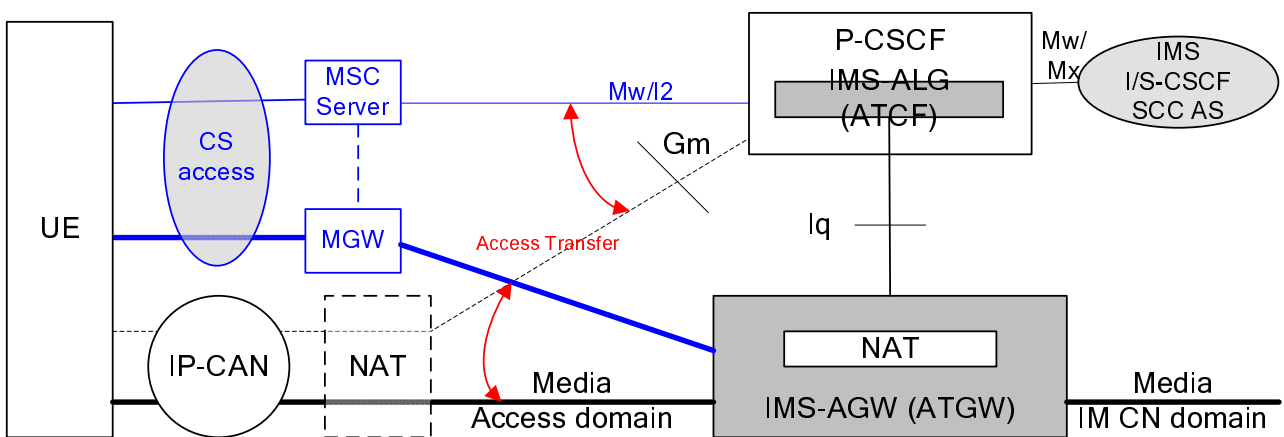 UE
CS
access
MSC
Server
MGW
IP-CAN
NAT
Mw/I2
Gm
Access Transfer
P-CSCF
IMS-ALG
(ATCF)
Mw/
Mx
IMS
I/S-CSCF
SCC AS
Iq
NAT
IMS-AGW (ATGW)
Media
Access domain
Media
IM CN domain